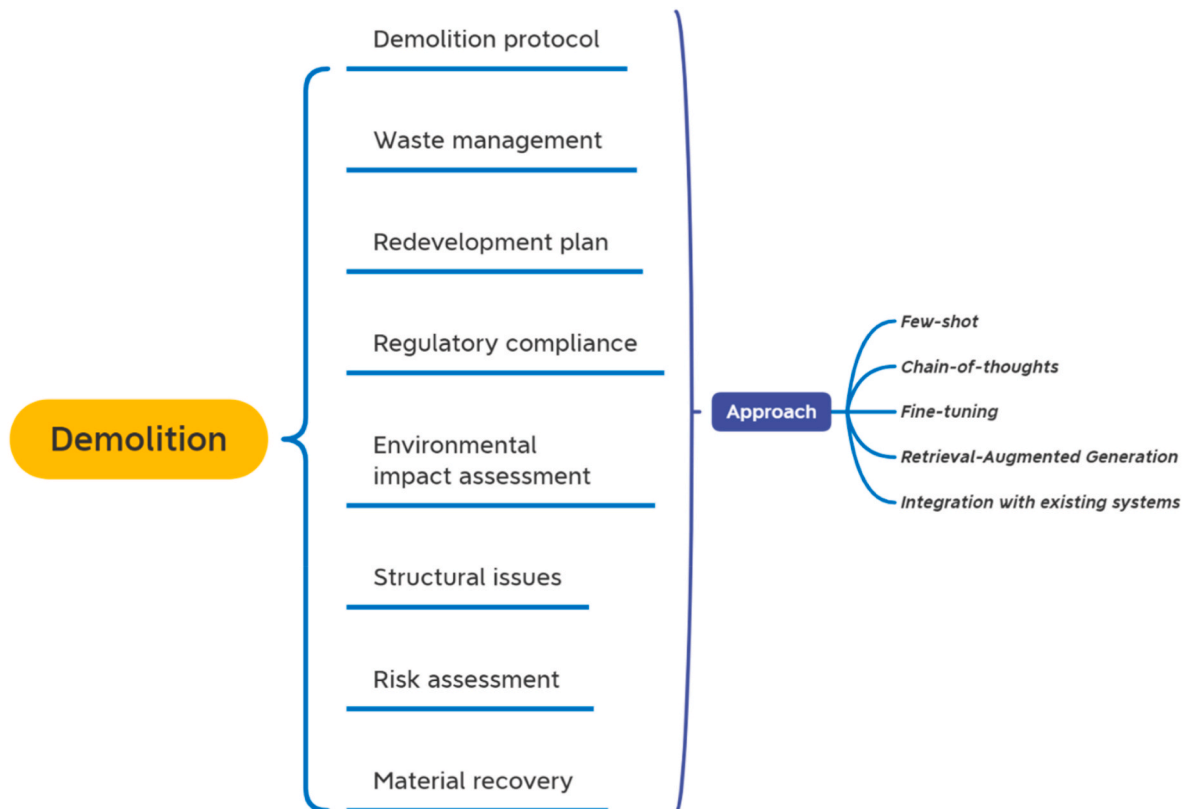 Demolition
Demolition protocol
Waste management
Redevelopment plan
Regulatory compliance
Environmental
impact assessment
Structural issues
Risk assessment
Material recovery
Approach
Few-shot
Chain-of-thoughts
Fine-tuning
Retrieval-Augmented Generation
Integration with existing systems